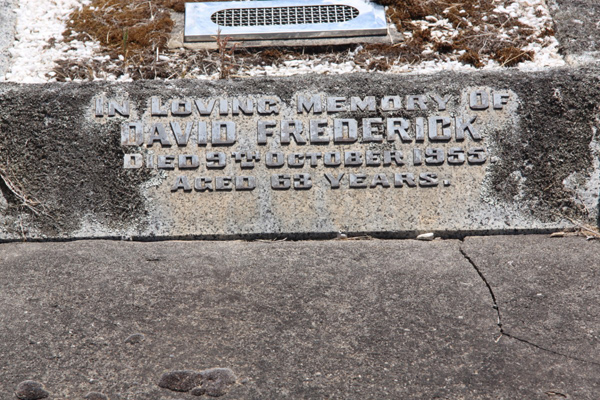 IN LOVING MEMORY OF
DAVID FREDERICK
DIED 9TH OCTOBER 1955.
AGED 63 YEARS.